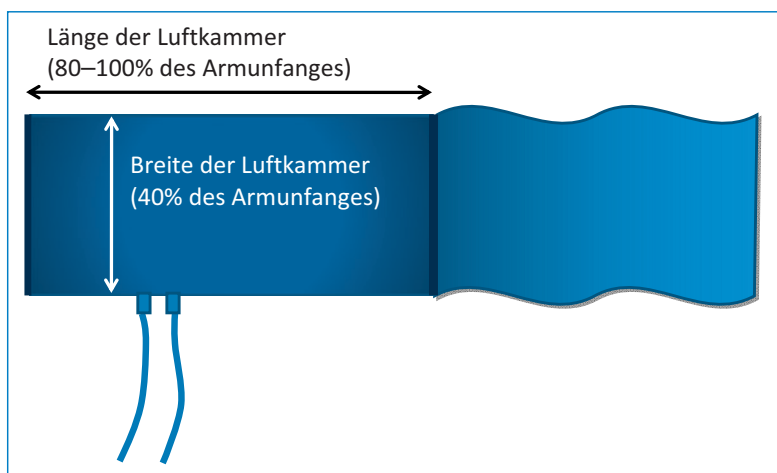 Länge der Luftkammer
(80–100% des Armunfanges)
Breite der Luftkammer
(40% des Armunfanges)